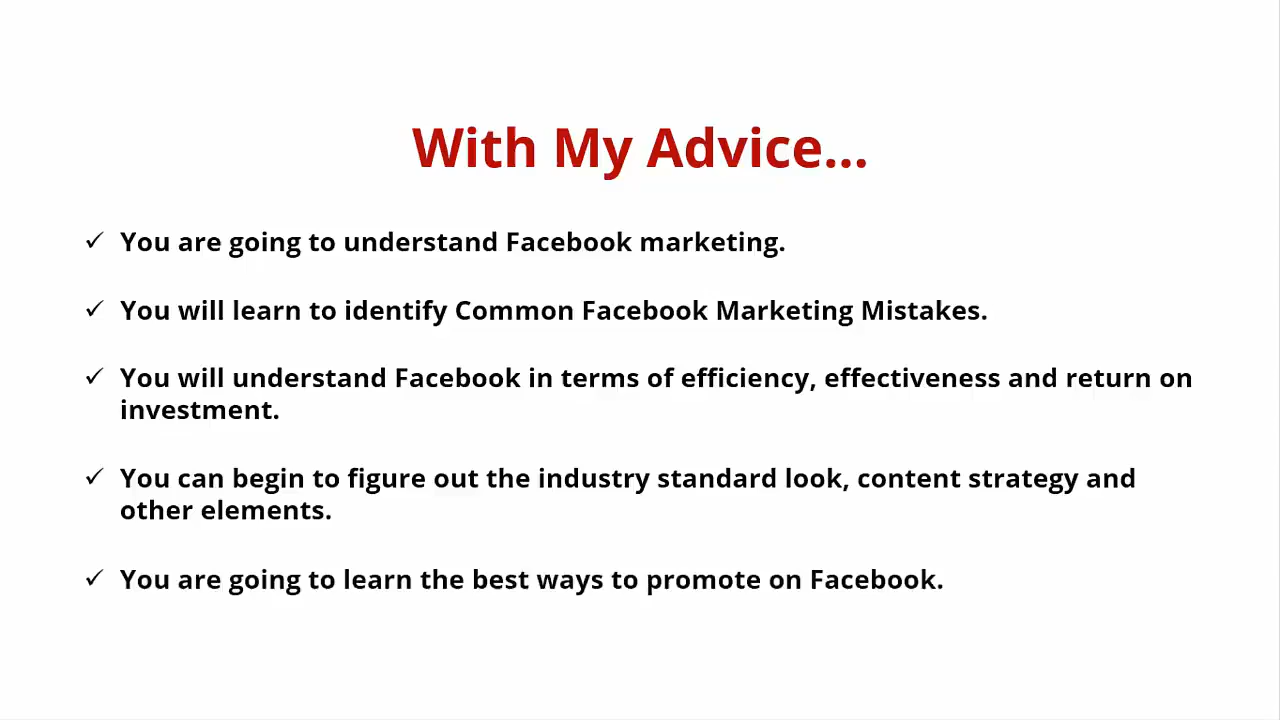 With My Advice...
✓ You are going to understand Facebook marketing.
✓ You will learn to identify Common Facebook Marketing Mistakes.
✓ You will understand Facebook in terms of efficiency, effectiveness and return on
investment.
✓ You can begin to figure out the industry standard look, content strategy and
other elements.
✓ You are going to learn the best ways to promote on Facebook.